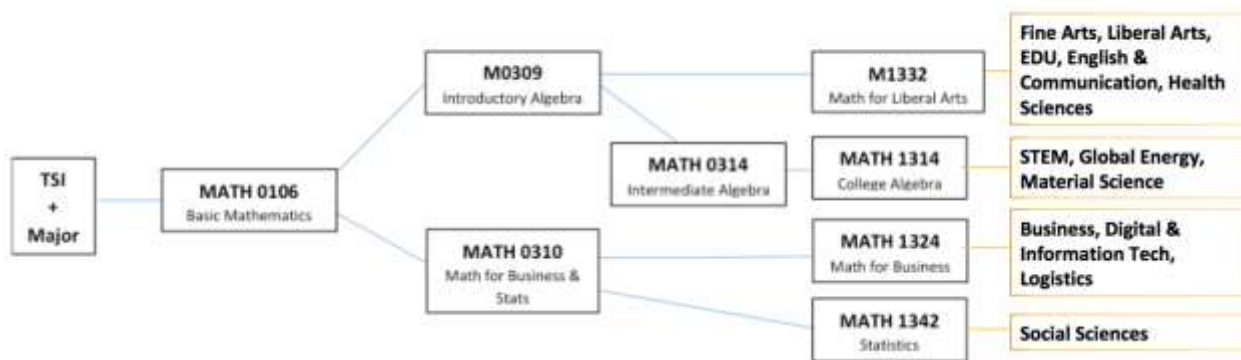 TSI
+
Major
MATH 0106
Basic Mathematics
M0309
Introductory Algebra
MATH 0310
Math for Business &
Stats
MATH 0314
Intermediate Algebra
M1332
Math for Liberal Arts
MATH 1314
College Algebra
MATH 1324
Math for Business
MATH 1342
Statistics
Fine Arts, Liberal Arts,
EDU, English &
Communication, Health
Sciences
STEM, Global Energy,
Material Science
Business, Digital &
Information Tech,
Logistics
Social Sciences